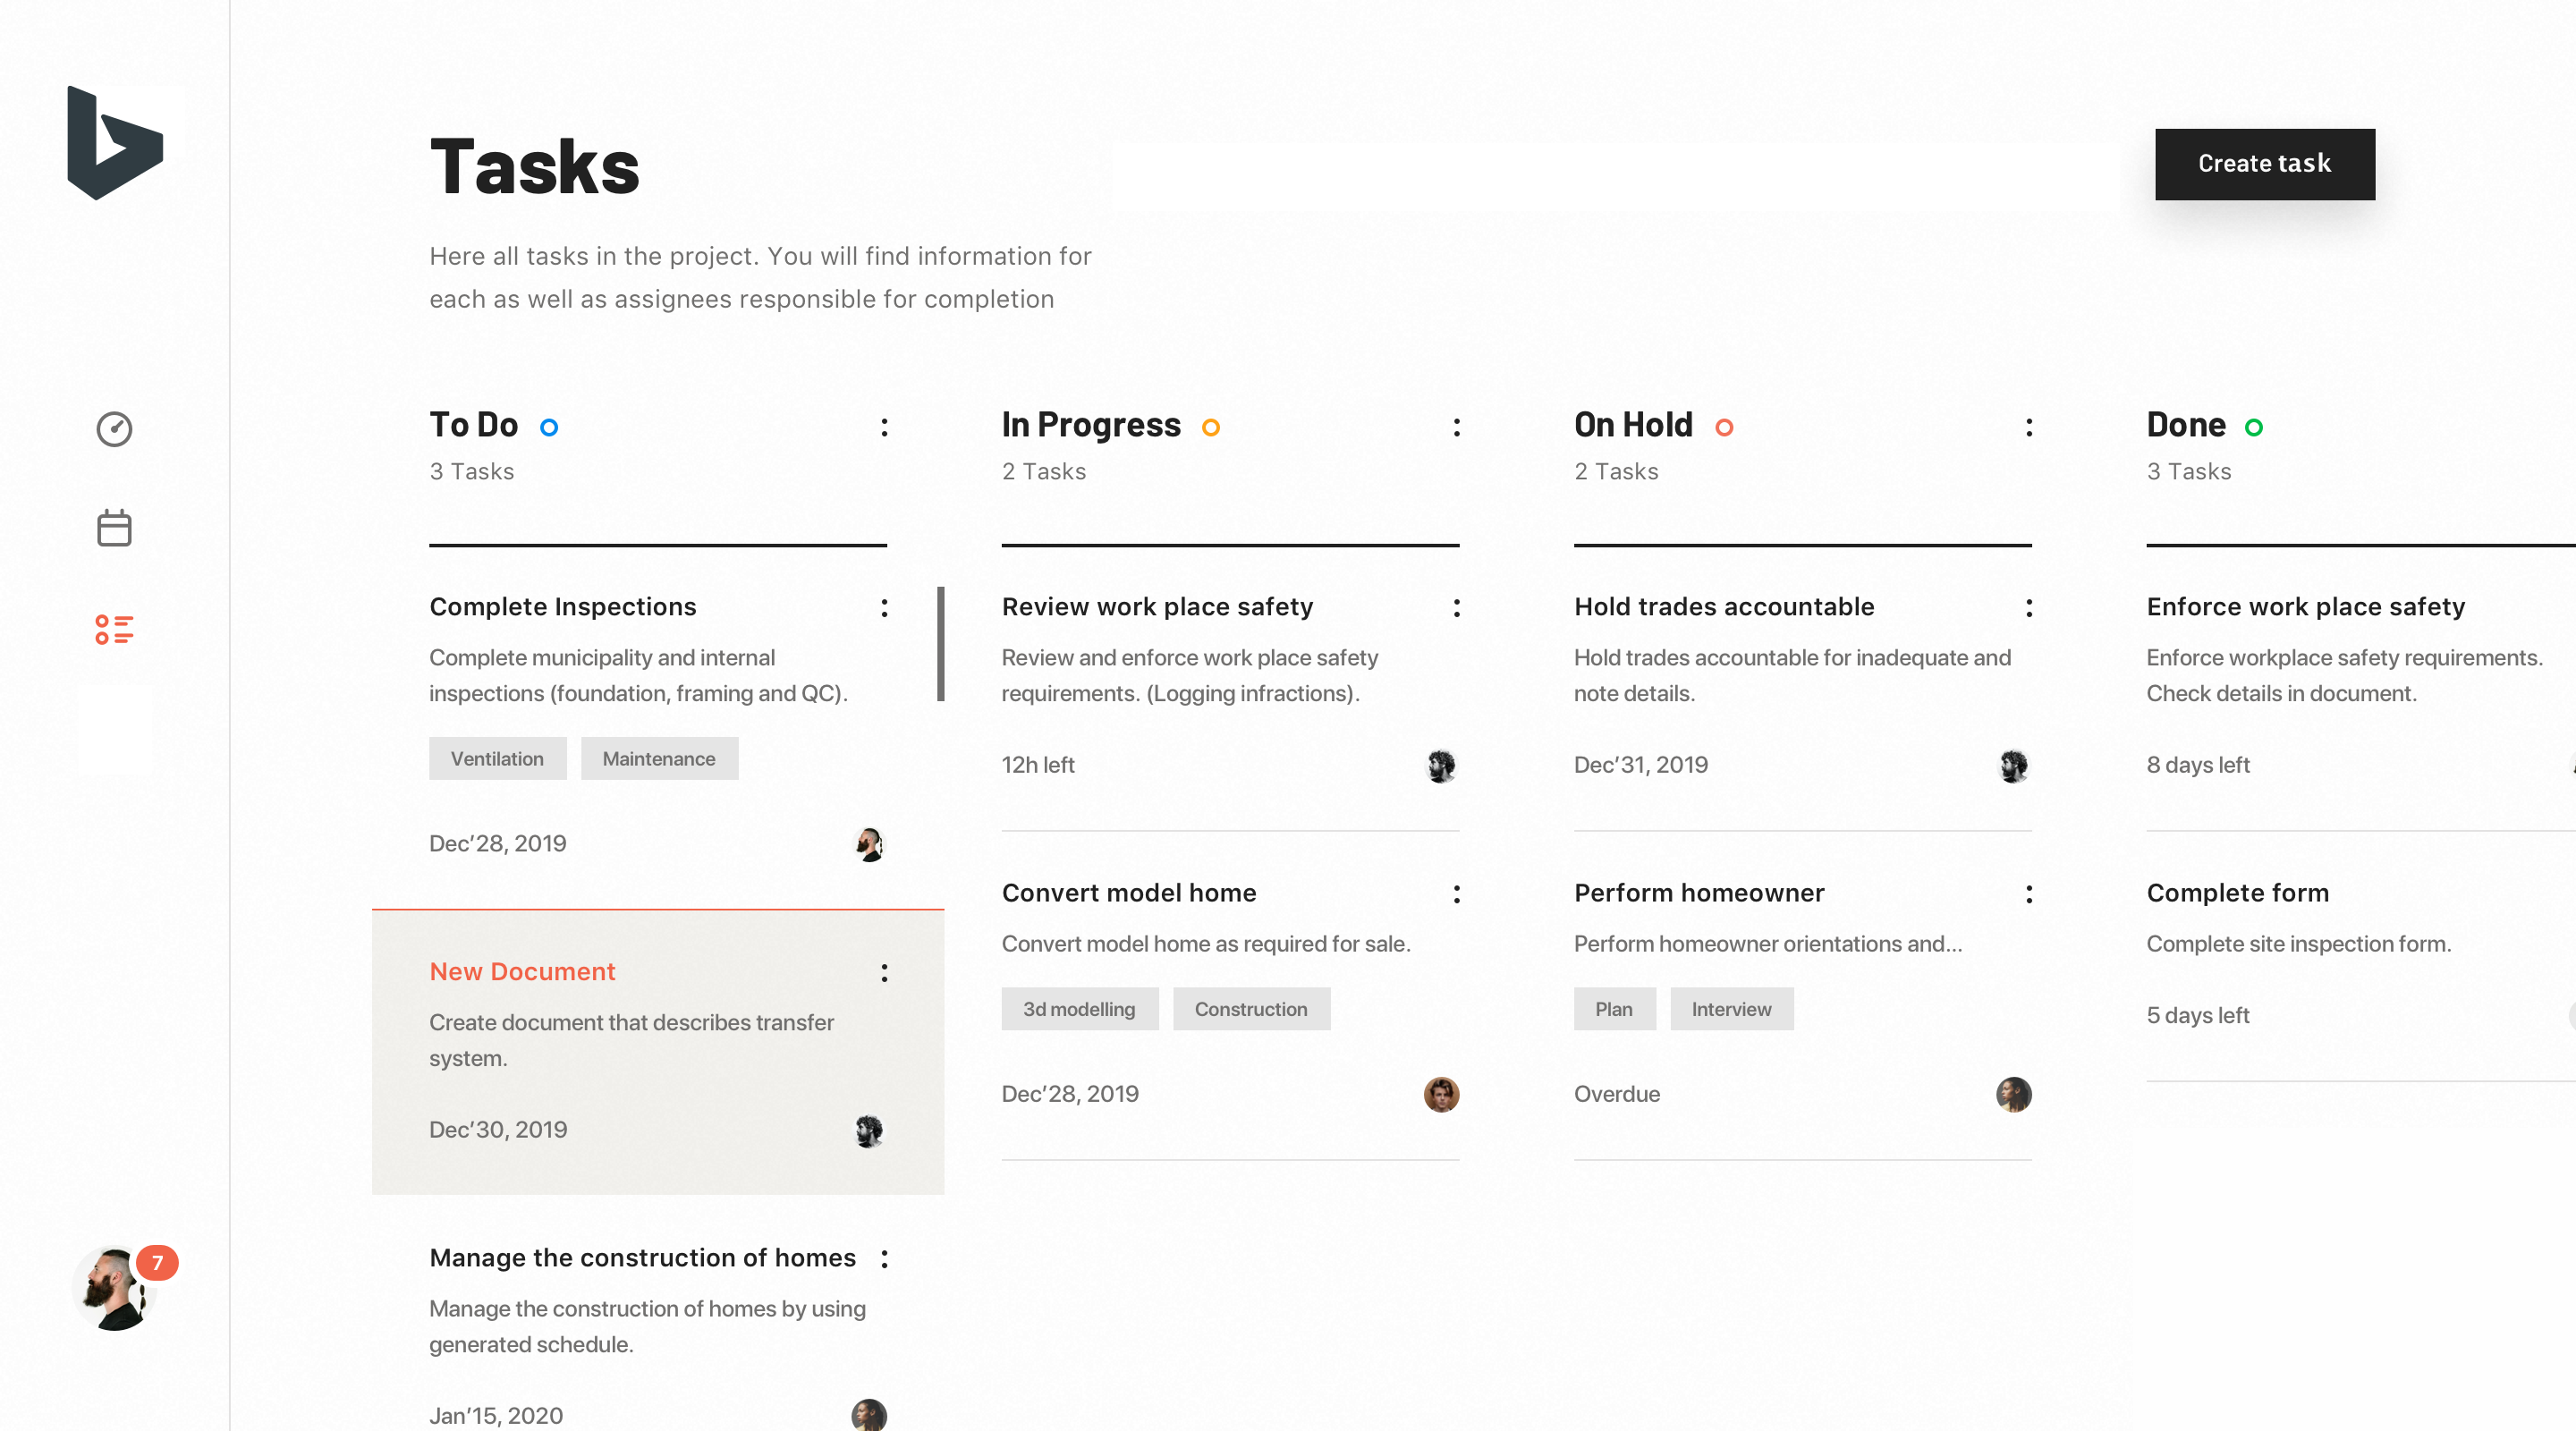 Tasks
Create task
Here all tasks in the project. You will find information for
each as well as assignees responsible for completion
To Do
3 Tasks
Complete Inspections
Complete municipality and internal
inspections (foundation, framing and QC).
Ventilation
Maintenance
Dec’28, 2019
New Document
Create document that describes transfer
system.
Dec’30, 2019
Manage the construction of homes
Manage the construction of homes by using
generated schedule.
Jan’15, 2020
In Progress
2 Tasks
Review work place safety
Review and enforce work place safety
requirements. (Logging infractions).
12h left
Convert model home
Convert model home as required for sale.
3d modelling
Construction
Dec’28, 2019
On Hold
2 Tasks
Hold trades accountable
Hold trades accountable for inadequate and
note details.
Dec’31, 2019
Perform homeowner
Perform homeowner orientations and...
Plan
Interview
Overdue
Done
3 Tasks
Enforce work place safety
Enforce workplace safety requirements.
Check details in document.
8 days left
Complete form
Complete site inspection form.
5 days left
7